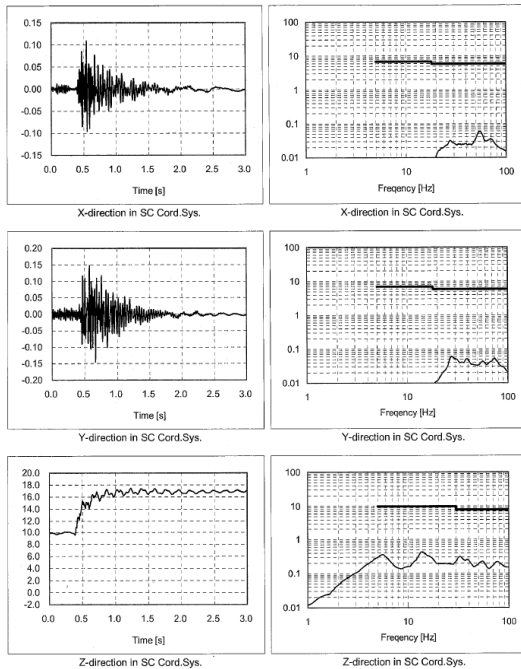 0.15
0.10
0.05
0.00
-0.05
-0.10
-0.15
0.0 0.5 1.0 1.5 2.0 2.5 3.0
Time [s]
X-direction in SC Cord.Sys.
100
10
1
0.1
0.01
1 10 100
Freqency [Hz]
X-direction in SC Cord.Sys.
0.20
0.15
0.10
0.05
0.00
-0.05
-0.10
-0.15
-0.20
0.0 0.5 1.0 1.5 2.0 2.5 3.0
Time [s]
Y-direction in SC Cord.Sys.
100
10
1
0.1
0.01
1 10 100
Freqency [Hz]
Y-direction in SC Cord.Sys.
20.0
18.0
16.0
14.0
12.0
10.0
8.0
6.0
4.0
2.0
0.0
-2.0
0.0 0.5 1.0 1.5 2.0 2.5 3.0
Time [s]
Z-direction in SC Cord.Sys.
100
10
1
0.1
0.01
1 10 100
Freqency [Hz]
Z-direction in SC Cord.Sys.